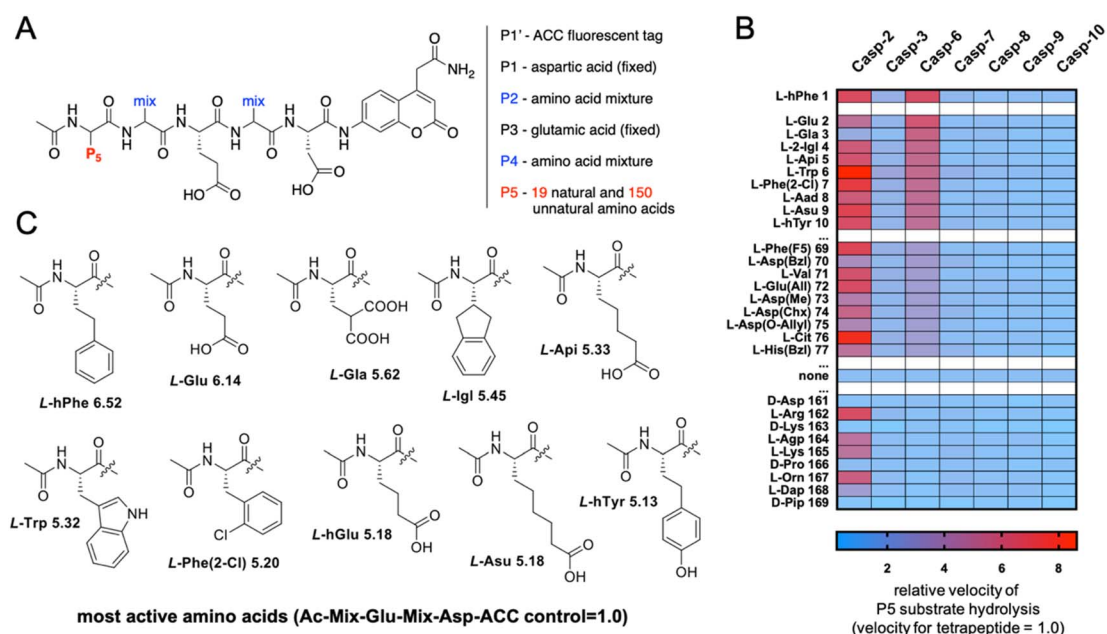 A
NH₂
O
H
N
O
mix
O
H
N
O
mix
O
H
N
O
O
P₅
N
H
N
H
N
H
O
O
HO
O
HO
O
P1' - ACC fluorescent tag
P1 - aspartic acid (fixed)
P2 - amino acid mixture
P3 - glutamic acid (fixed)
P4 - amino acid mixture
P5 - 19 natural and 150
unnatural amino acids
B
Casp-2
Casp-3
Casp-6
Casp-7
Casp-8
Casp-9
Casp-10
L-hPhe 1
...
L-Glu 2
L-Gla 3
L-2-Igl 4
L-Api 5
L-Trp 6
L-Phe(2-Cl) 7
L-Aad 8
L-Asu 9
L-hTyr 10
...
L-Phe(F5) 69
L-Asp(Bzl) 70
L-Val 71
L-Glu(All) 72
L-Asp(Me) 73
L-Asp(Chx) 74
L-Asp(O-Allyl) 75
L-Cit 76
L-His(Bzl) 77
...
none
...
D-Asp 161
L-Arg 162
D-Lys 163
L-Agp 164
L-Lys 165
D-Pro 166
L-Orn 167
L-Dap 168
D-Pip 169
2 4 6 8
relative velocity of
P5 substrate hydrolysis
(velocity for tetrapeptide = 1.0)
C
H
N
O
O
L-hPhe 6.52
H
N
O
O
HO
O
L-Glu 6.14
H
N
O
O
COOH
COOH
L-Gla 5.62
H
N
O
O
L-Igl 5.45
H
N
O
O
HO
O
L-Api 5.33
H
N
O
O
NH
L-Trp 5.32
H
N
O
O
Cl
L-Phe(2-Cl) 5.20
H
N
O
O
O
OH
L-hGlu 5.18
H
N
O
O
O
OH
L-Asu 5.18
H
N
O
O
OH
L-hTyr 5.13
most active amino acids (Ac-Mix-Glu-Mix-Asp-ACC control=1.0)